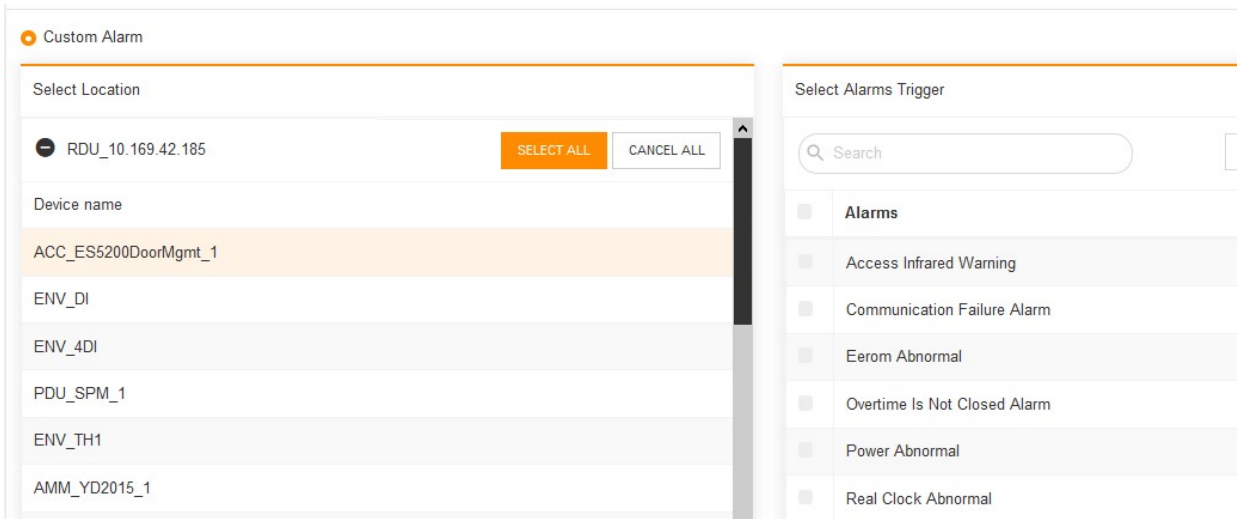 Custom Alarm
Select Location
RDU_10.169.42.185
SELECT ALL
CANCEL ALL
Device name
ACC_ES5200DoorMgmt_1
ENV_DI
ENV_4DI
PDU_SPM_1
ENV_TH1
AMM_YD2015_1
Select Alarms Trigger
Search
Alarms
Access Infrared Warning
Communication Failure Alarm
Eerom Abnormal
Overtime Is Not Closed Alarm
Power Abnormal
Real Clock Abnormal